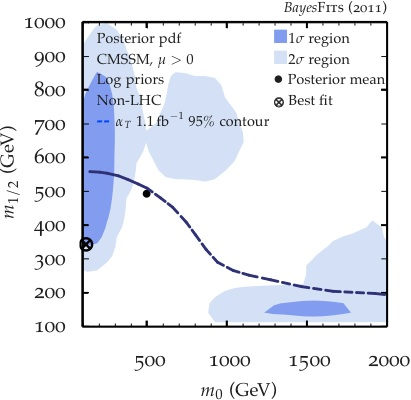 BayesFITS (2011)
Posterior pdf
CMSSM, μ > 0
Log priors
Non-LHC
α_T 1.1 fb⁻¹ 95% contour
1σ region
2σ region
Posterior mean
Best fit
1000
900
800
700
600
500
400
300
200
100
m₁/₂ (GeV)
500 1000 1500 2000
m₀ (GeV)